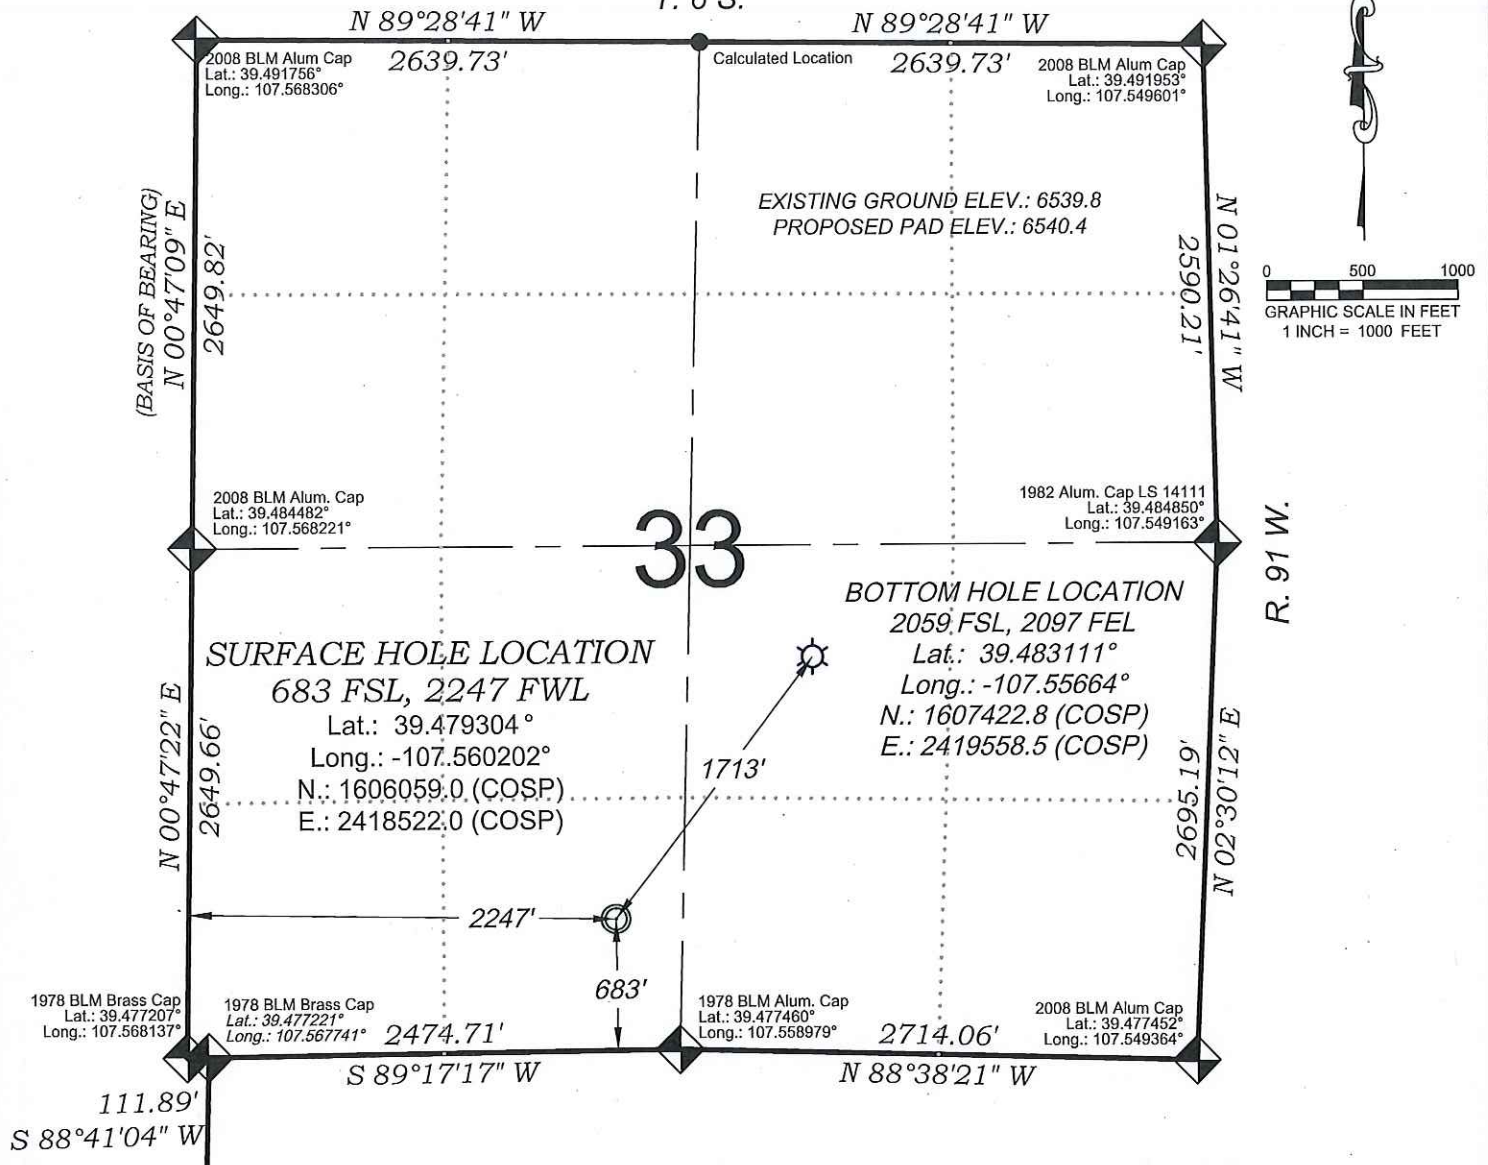 T. 6 S.
N 89°28'41" W
N 89°28'41" W
2639.73'
2639.73'
2008 BLM Alum Cap
Lat.: 39.491756°
Long.: 107.568306°
Calculated Location
2008 BLM Alum Cap
Lat.: 39.491953°
Long.: 107.549601°
EXISTING GROUND ELEV.: 6539.8
PROPOSED PAD ELEV.: 6540.4
(BASIS OF BEARING)
N 00°47'09" E
2649.82'
2590.21'
N 01°26'41" W
0 500 1000
GRAPHIC SCALE IN FEET
1 INCH = 1000 FEET
2008 BLM Alum. Cap
Lat.: 39.484482°
Long.: 107.568221°
1982 Alum. Cap LS 14111
Lat.: 39.484850°
Long.: 107.549163°
33
R. 91 W.
BOTTOM HOLE LOCATION
2059 FSL, 2097 FEL
Lat.: 39.483111°
Long.: -107.55664°
N.: 1607422.8 (COSP)
E.: 2419558.5 (COSP)
SURFACE HOLE LOCATION
683 FSL, 2247 FWL
Lat.: 39.479304°
Long.: -107.560202°
N.: 1606059.0 (COSP)
E.: 2418522.0 (COSP)
1713'
N 00°47'22" E
2649.66'
2695.19'
N 02°30'12" E
2247'
683'
1978 BLM Brass Cap
Lat.: 39.477207°
Long.: 107.568137°
1978 BLM Brass Cap
Lat.: 39.477221°
Long.: 107.567741°
2474.71'
S 89°17'17" W
1978 BLM Alum. Cap
Lat.: 39.477460°
Long.: 107.558979°
2714.06'
N 88°38'21" W
2008 BLM Alum Cap
Lat.: 39.477452°
Long.: 107.549364°
111.89'
S 88°41'04" W